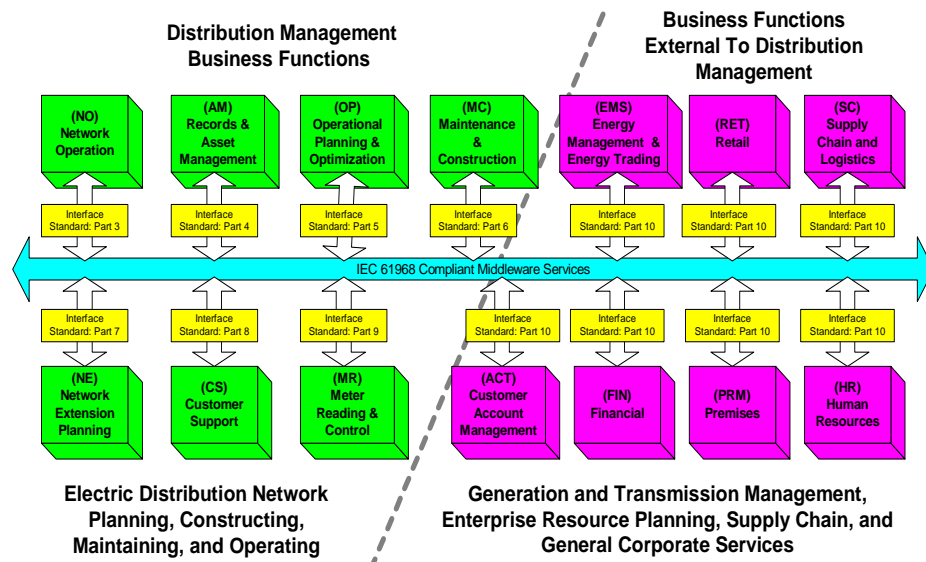 Distribution Management
Business Functions
Business Functions
External To Distribution
Management
(NO)
Network
Operation
(AM)
Records &
Asset
Management
(OP)
Operational
Planning &
Optimization
(MC)
Maintenance
&
Construction
(EMS)
Energy
Management &
Energy Trading
(RET)
Retail
(SC)
Supply
Chain and
Logistics
Interface
Standard: Part 3
Interface
Standard: Part 4
Interface
Standard: Part 5
Interface
Standard: Part 6
Interface
Standard: Part 10
Interface
Standard: Part 10
Interface
Standard: Part 10
IEC 61968 Compliant Middleware Services
Interface
Standard: Part 7
Interface
Standard: Part 8
Interface
Standard: Part 9
Interface
Standard: Part 10
Interface
Standard: Part 10
Interface
Standard: Part 10
Interface
Standard: Part 10
(NE)
Network
Extension
Planning
(CS)
Customer
Support
(MR)
Meter
Reading &
Control
(ACT)
Customer
Account
Management
(FIN)
Financial
(PRM)
Premises
(HR)
Human
Resources
Electric Distribution Network
Planning, Constructing,
Maintaining, and Operating
Generation and Transmission Management,
Enterprise Resource Planning, Supply Chain, and
General Corporate Services